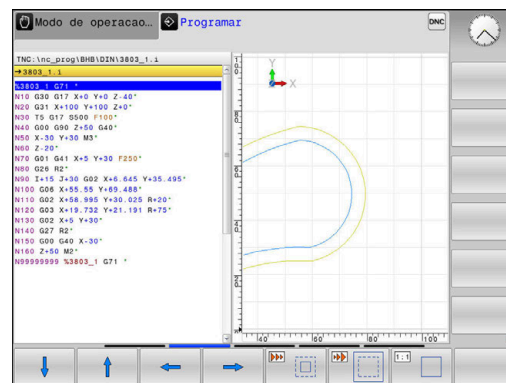 Modo de operacao... Programar DNC
TNC:\nc_prog\BHB\DIN\3803_1.i
→3803_1.i
%3803_1 G71 *
N10 G30 G17 X+0 Y+0 Z-40*
N20 G31 X+100 Y+100 Z+0*
N30 T5 G17 S500 F100*
N40 G00 G90 Z+50 G40*
N50 X-30 Y+30 M3*
N60 Z-20*
N70 G01 G41 X+5 Y+30 F250*
N80 G26 R2*
N90 I+15 J+30 G02 X+6.645 Y+35.495*
N100 G06 X+55.55 Y+69.488*
N110 G02 X+58.995 Y+30.025 R+20*
N120 G03 X+19.732 Y+21.191 R+75*
N130 G02 X+5 Y+30*
N140 G27 R2*
N150 G00 G40 X-30*
N160 Z+50 M2*
N99999999 %3803_1 G71 *
Y
X
40 60 80 100
1:1